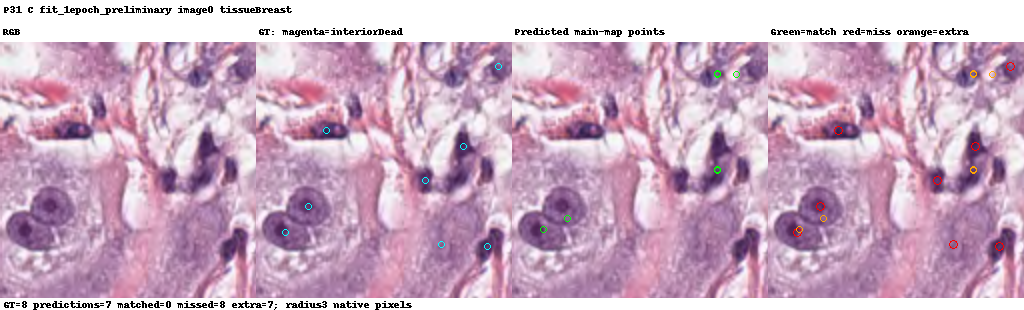 P31 C fit_1epoch_preliminary image0 tissueBreast
RGB
GT: magenta=interiorDead
Predicted main-map points
Green=match red=miss orange=extra
GT=8 predictions=7 matched=0 missed=8 extra=7; radius3 native pixels